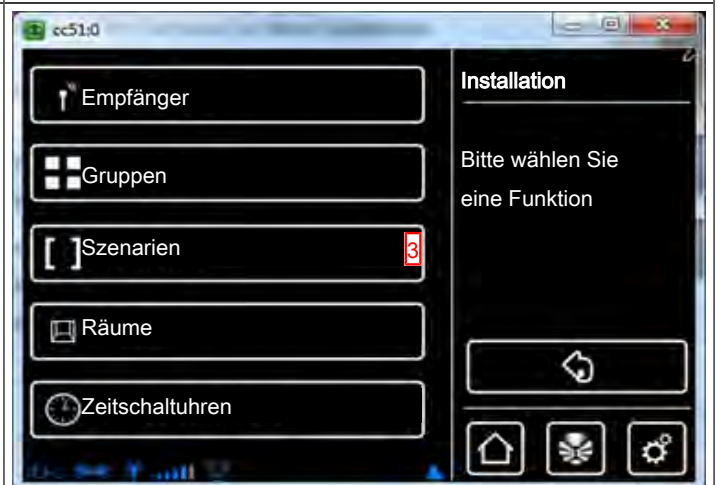 cc51:0
Empfänger
Gruppen
Szenarien 3
Räume
Zeitschaltuhren
Installation
Bitte wählen Sie
eine Funktion